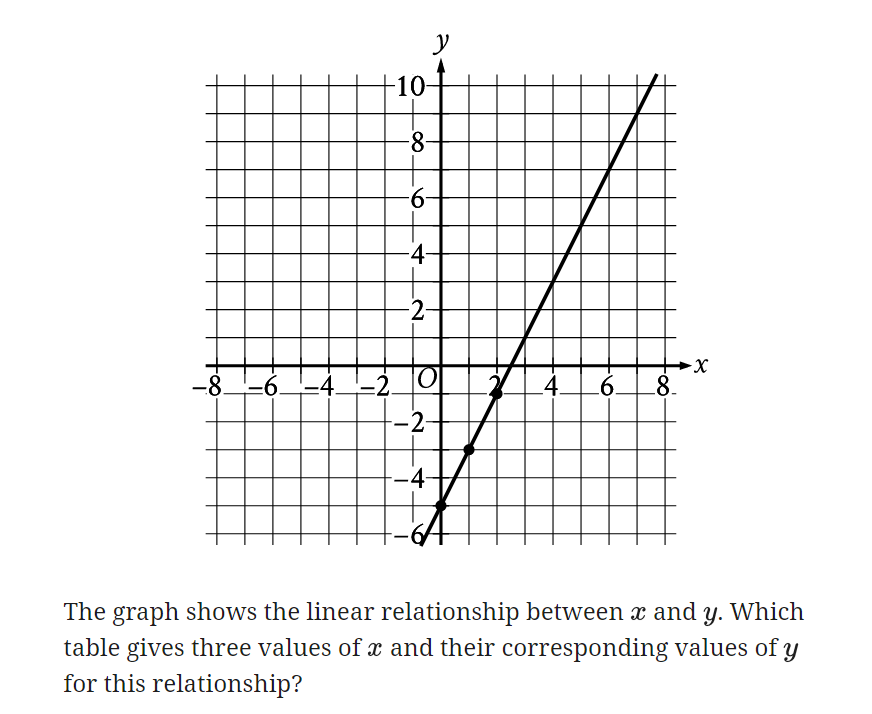 y
10
8
6
4
2
−8 −6 −4 −2 O 2 4 6 8 x
−2
−4
−6
The graph shows the linear relationship between x and y. Which
table gives three values of x and their corresponding values of y
for this relationship?